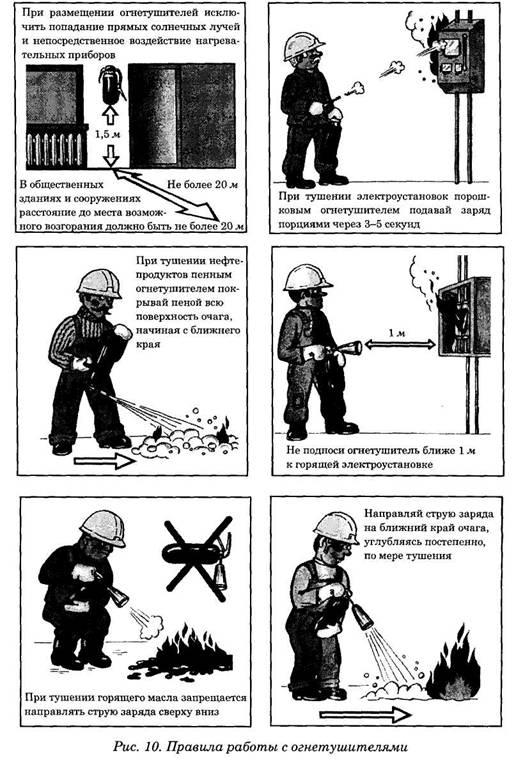 При размещении огнетушителей исклю-
чить попадание прямых солнечных лучей
и непосредственное воздействие нагрева-
тельных приборов
1,5 м
В общественных
Не более 20 м
зданиях и сооружениях
расстояние до места возмож-
ного возгорания должно быть не более 20 м
При тушении электроустановок порош-
ковым огнетушителем подавай заряд
порциями через 3–5 секунд
При тушении нефте-
продуктов пенным
огнетушителем пок-
рывай пеной всю
поверхность очага,
начиная с ближнего
края
1 м
Не подноси огнетушитель ближе 1 м
к горящей электроустановке
При тушении горящего масла запрещается
направлять струю заряда сверху вниз
Направляй струю заряда
на ближний край очага,
углубляясь постепенно,
по мере тушения
Рис. 10. Правила работы с огнетушителями